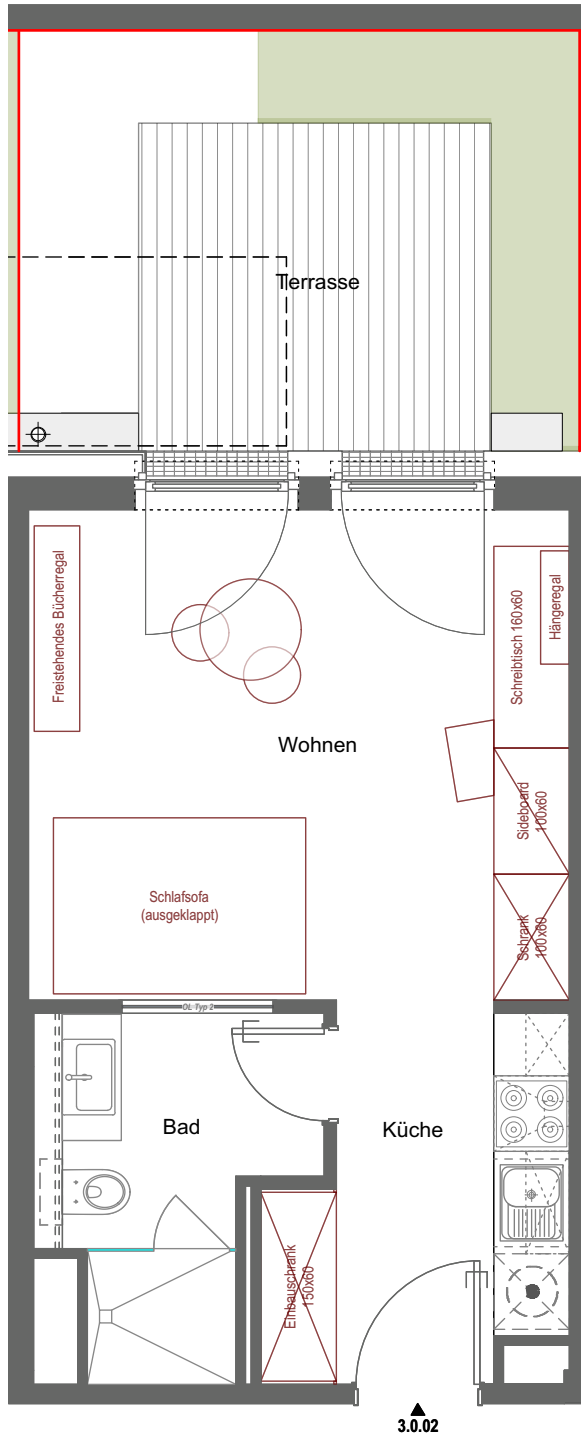 Terrasse
Freistehendes Bücherregal
Schreibtisch 160x60
Hängeregal
Wohnen
Sideboard
100x60
Schlafsofa
(ausgeklappt)
Schrank
100x60
OL Typ 2
Bad
Küche
Einbauschrank
150x60
3.0.02